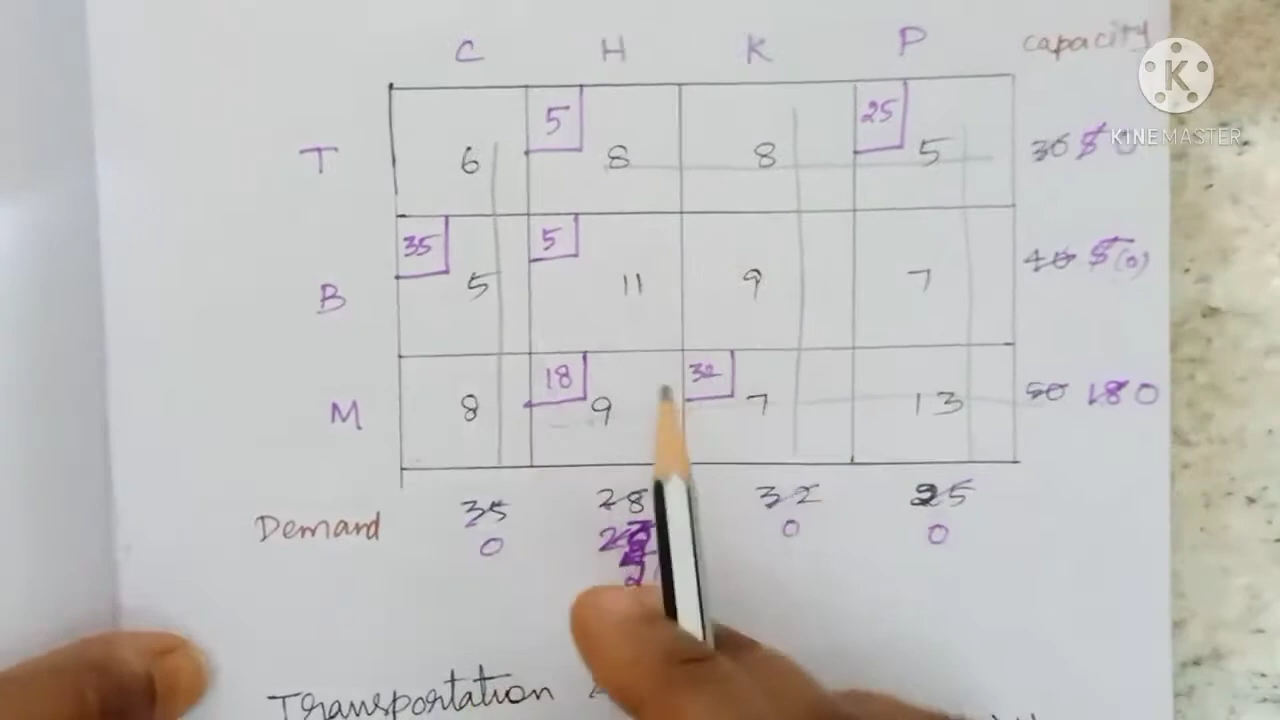 C H K P capacity
K
KINEMASTER
5 25
T 6 8 8 5 30 5 0
35 5
B 5 11 9 7 40 5(0)
18 32
M 8 9 7 13 50 18 0
Demand 35 28 32 25
0 0 0
Transportation